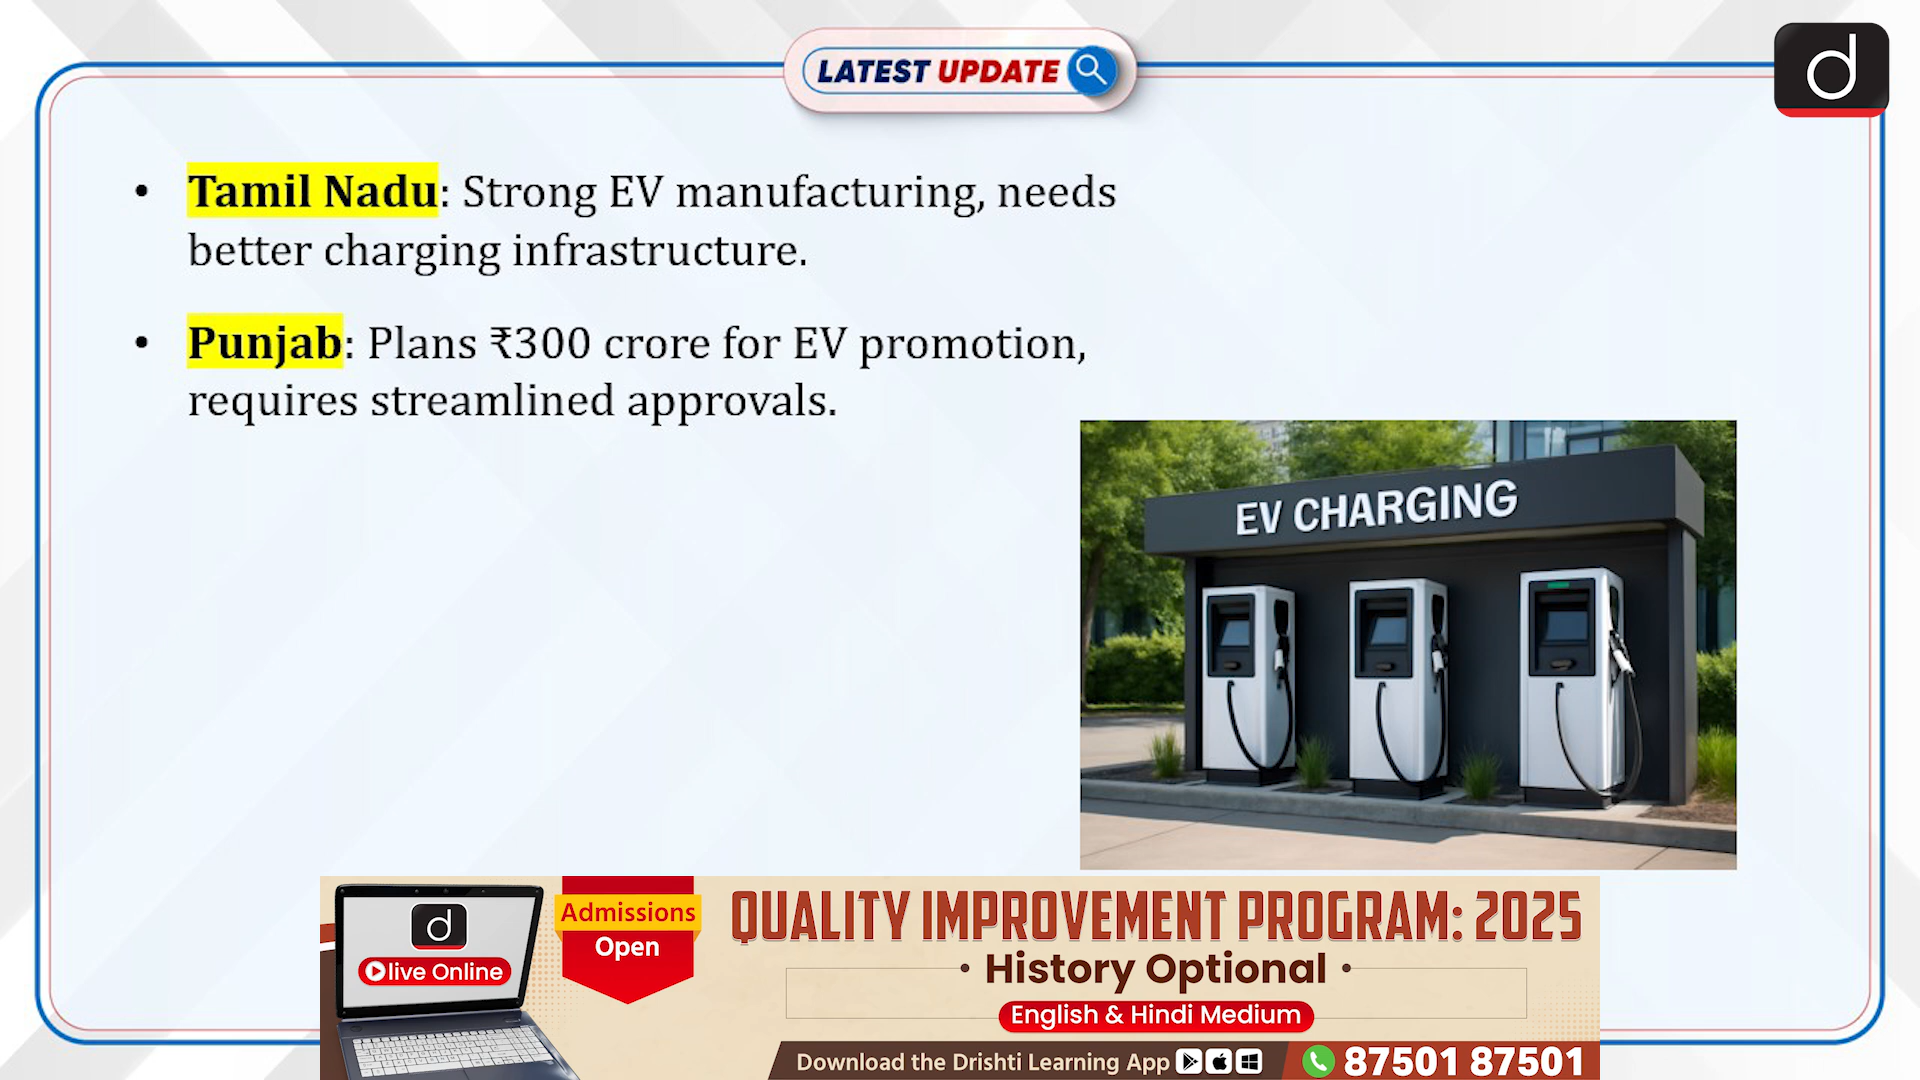 LATEST UPDATE
d
• Tamil Nadu: Strong EV manufacturing, needs
better charging infrastructure.
• Punjab: Plans ₹300 crore for EV promotion,
requires streamlined approvals.
EV CHARGING
d
live Online
Admissions
Open
QUALITY IMPROVEMENT PROGRAM: 2025
• History Optional •
English & Hindi Medium
Download the Drishti Learning App
87501 87501